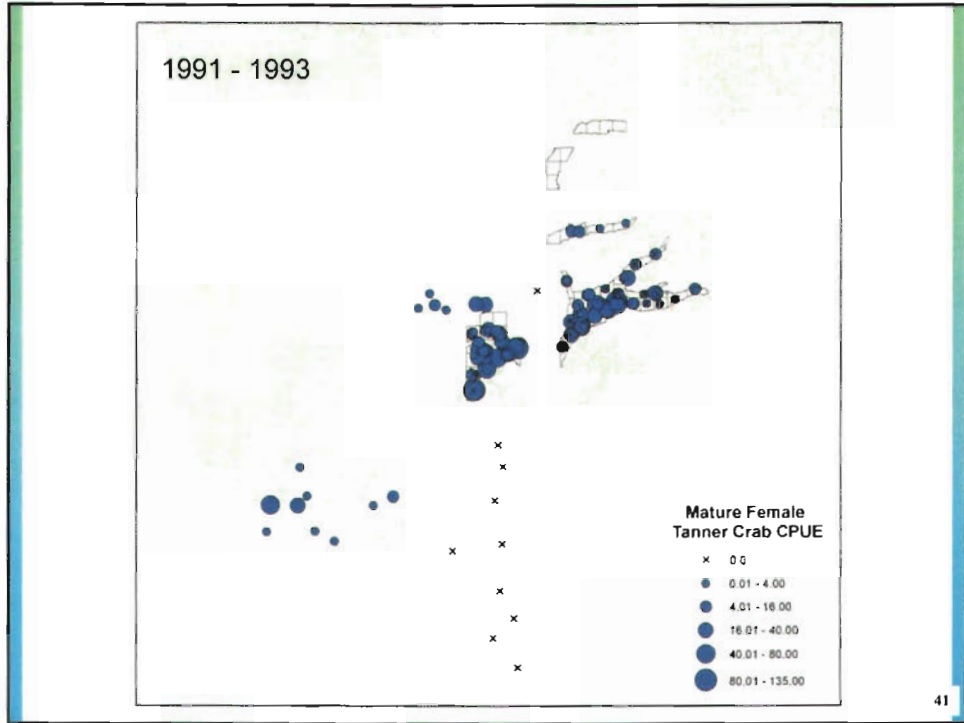 1991 - 1993
Mature Female
Tanner Crab CPUE
0 0
0.01 - 4.00
4.01 - 16.00
16.01 - 40.00
40.01 - 80.00
80.01 - 135.00
41